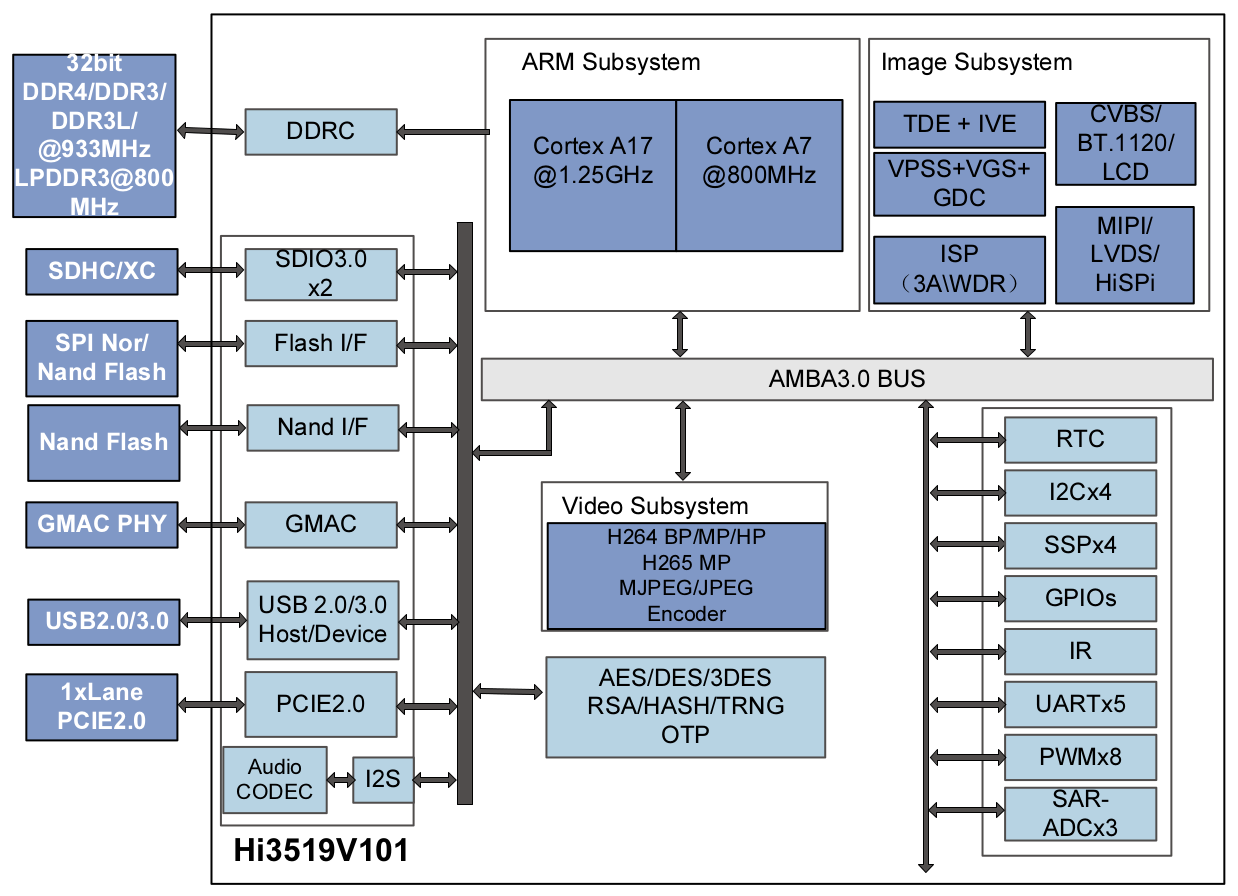 32bit
DDR4/DDR3/
DDR3L/
@933MHz
LPDDR3@800
MHz
DDRC
ARM Subsystem
Cortex A17
@1.25GHz
Cortex A7
@800MHz
Image Subsystem
TDE + IVE
VPSS+VGS+
GDC
ISP
（3A\WDR）
CVBS/
BT.1120/
LCD
MIPI/
LVDS/
HiSPi
SDHC/XC
SDIO3.0
x2
SPI Nor/
Nand Flash
Flash I/F
Nand Flash
Nand I/F
GMAC PHY
GMAC
USB2.0/3.0
USB 2.0/3.0
Host/Device
1xLane
PCIE2.0
PCIE2.0
Audio
CODEC
I2S
AMBA3.0 BUS
Video Subsystem
H264 BP/MP/HP
H265 MP
MJPEG/JPEG
Encoder
AES/DES/3DES
RSA/HASH/TRNG
OTP
RTC
I2Cx4
SSPx4
GPIOs
IR
UARTx5
PWMx8
SAR-
ADCx3
Hi3519V101